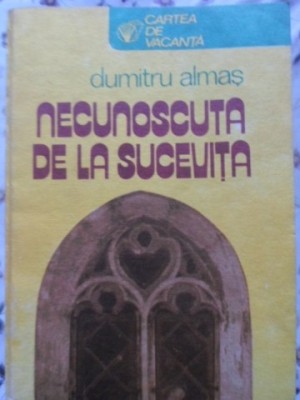 CARTEA
DE
VACANȚĂ
dumitru almaș
NECUNOSCUTA
DE LA SUCEVIȚA